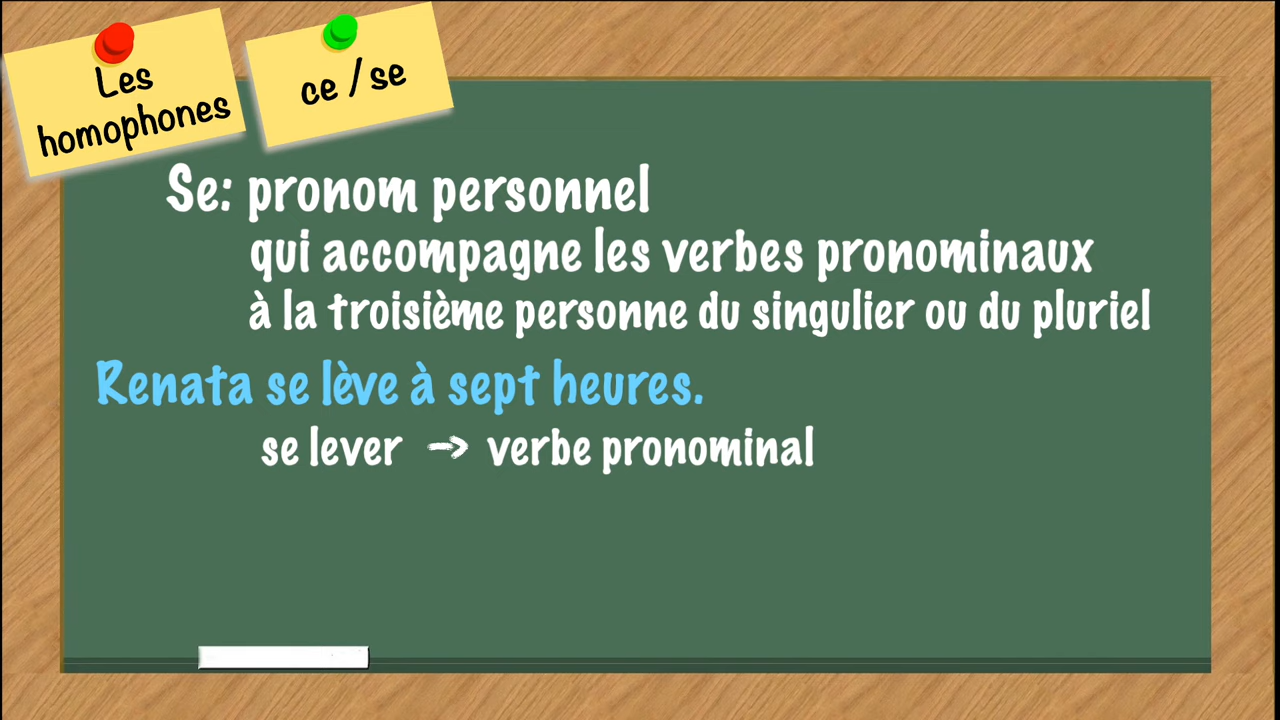 Les
homophones
ce / se
Se: pronom personnel
qui accompagne les verbes pronominaux
à la troisième personne du singulier ou du pluriel
Renata se lève à sept heures.
se lever → verbe pronominal